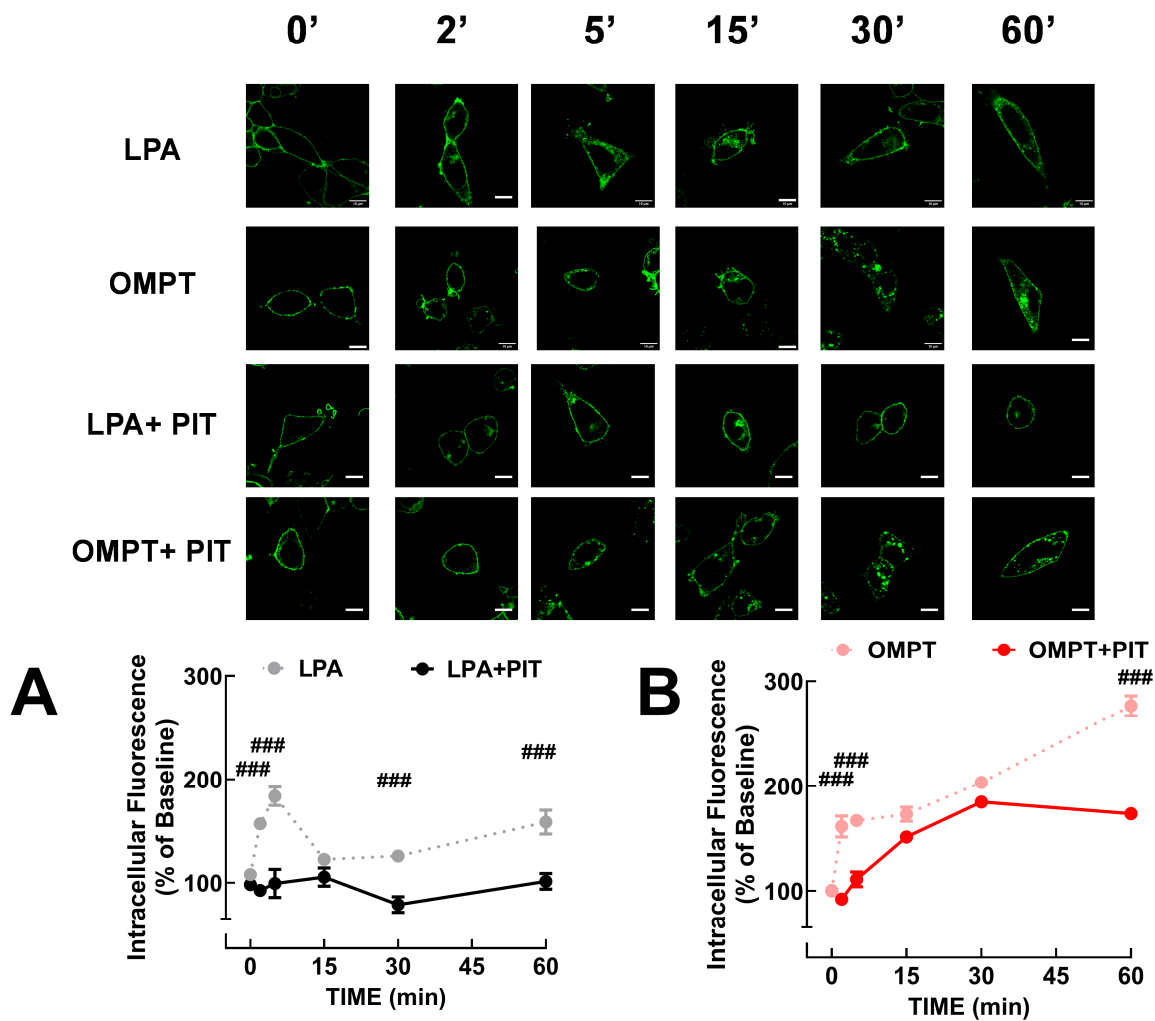 0’ 2’ 5’ 15’ 30’ 60’
LPA
OMPT
LPA+ PIT
OMPT+ PIT
A
LPA LPA+PIT
Intracellular Fluorescence
(% of Baseline)
300
200
100
###
###
###
###
0 15 30 45 60
TIME (min)
B
OMPT OMPT+PIT
Intracellular Fluorescence
(% of Baseline)
300
200
100
###
###
###
0 15 30 45 60
TIME (min)